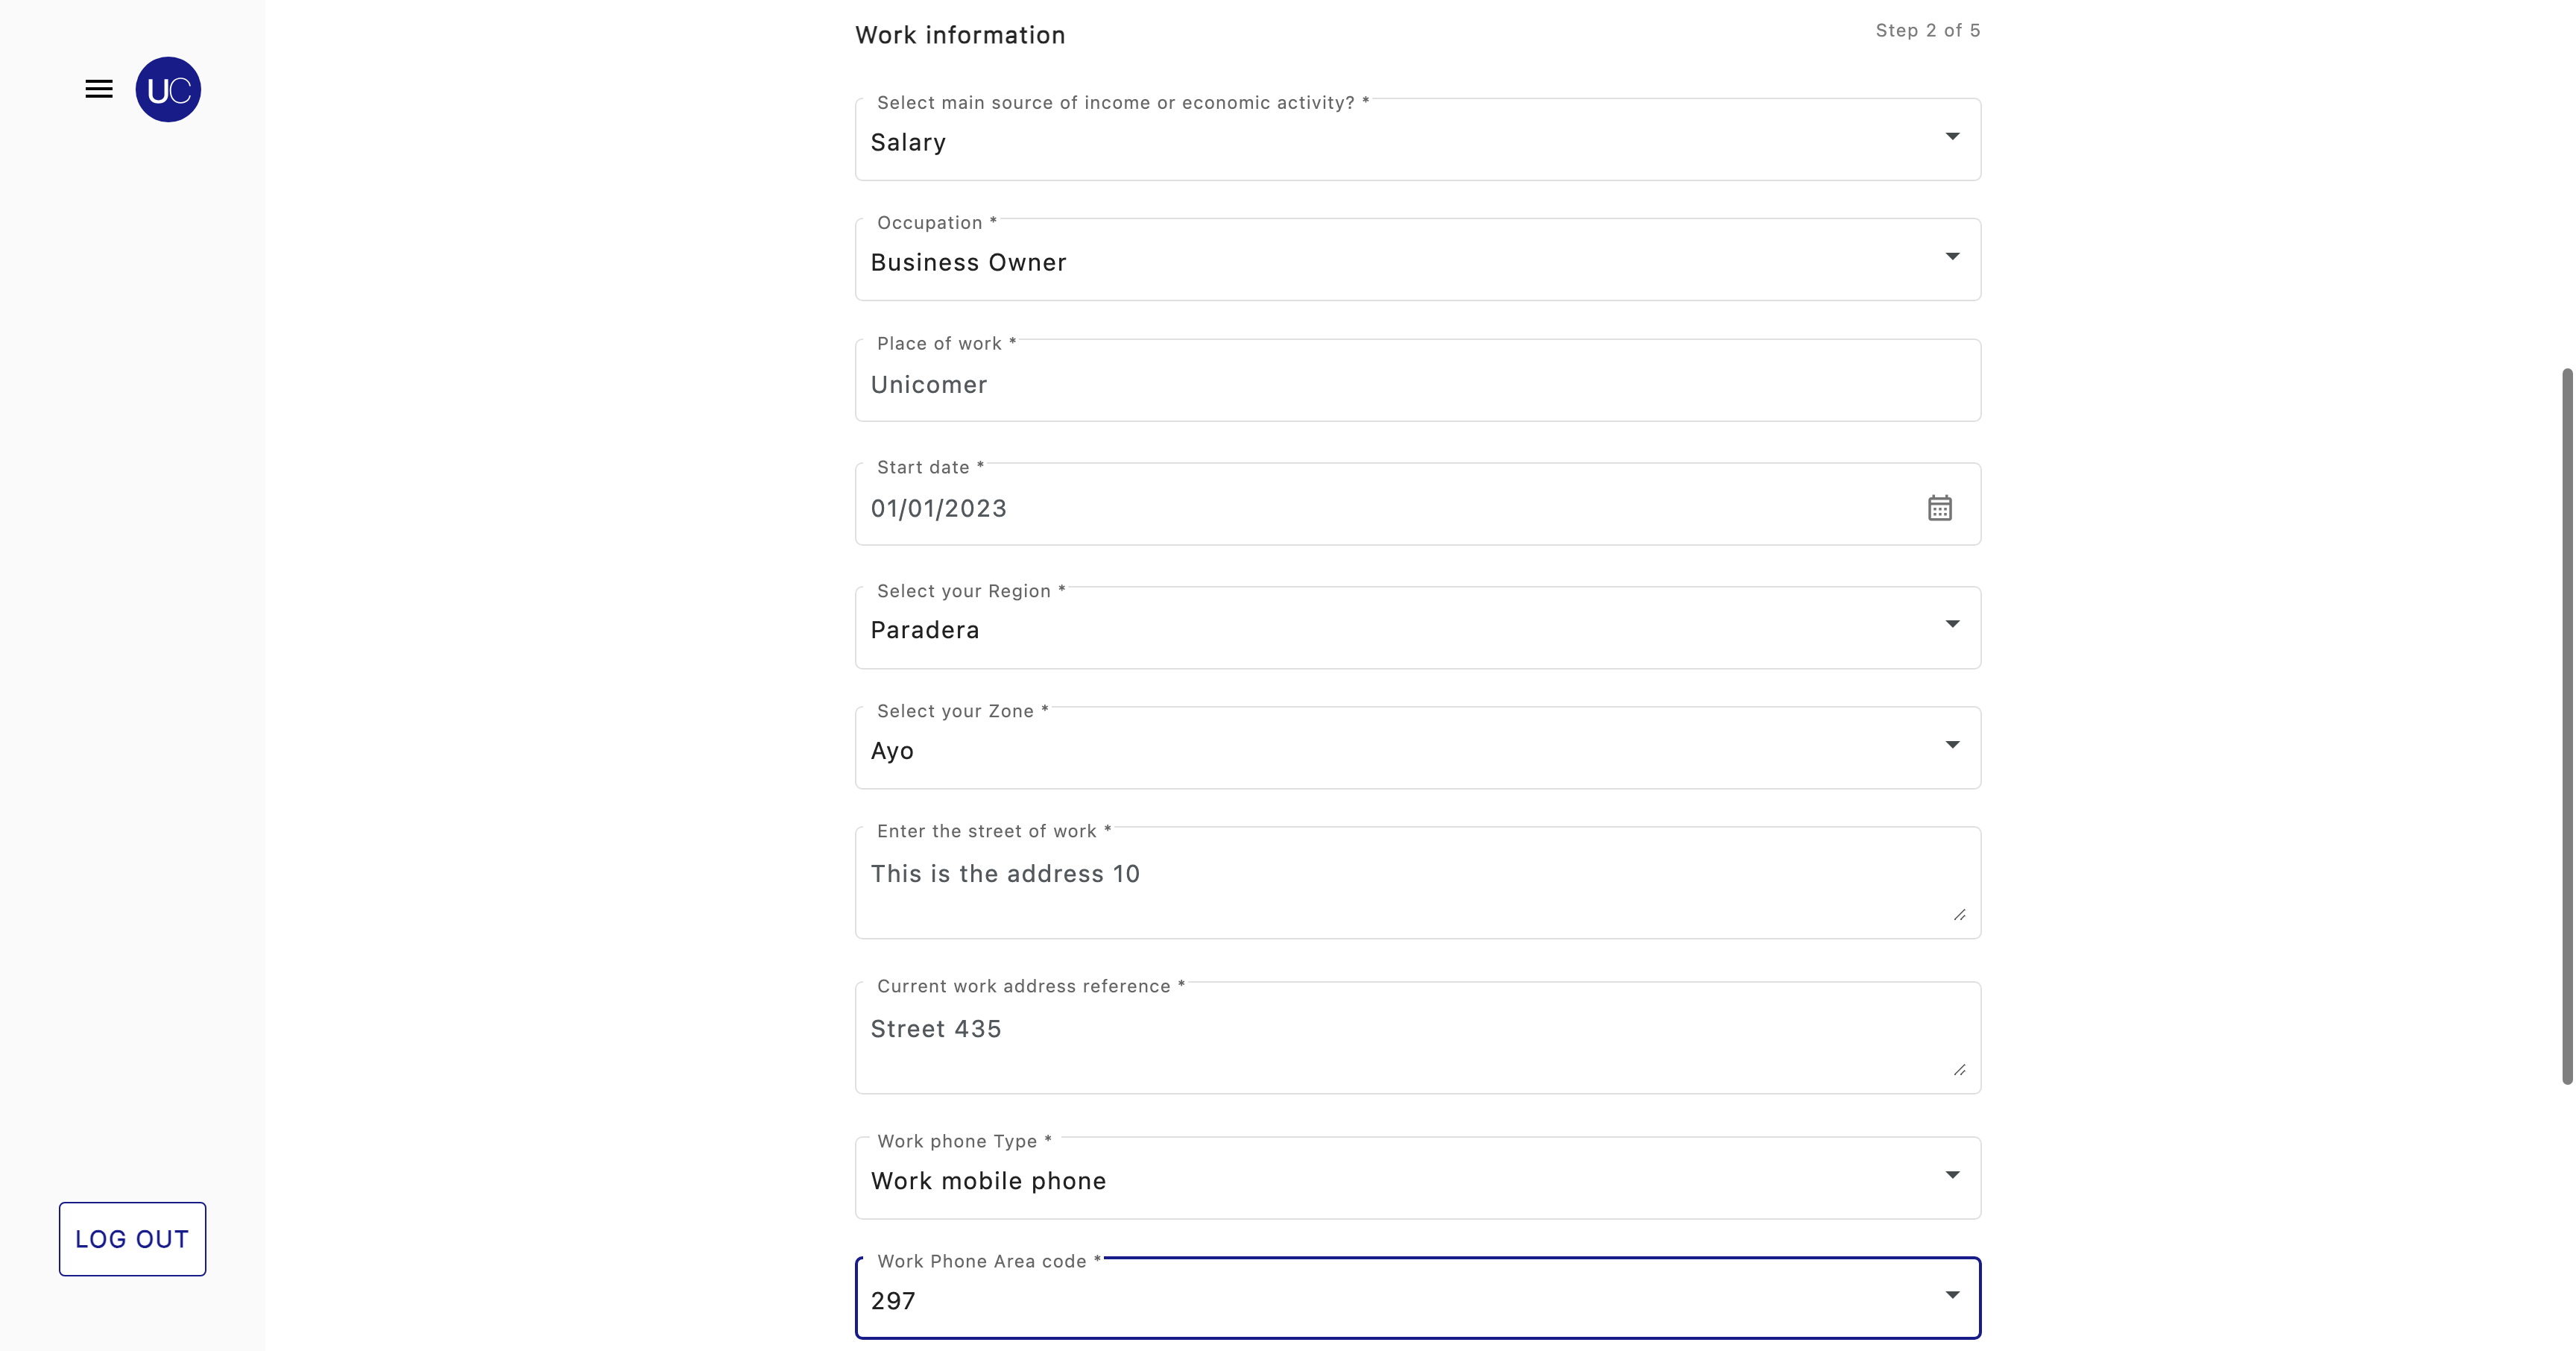 Work information
Step 2 of 5
UC
Select main source of income or economic activity? *
Salary
Occupation *
Business Owner
Place of work *
Unicomer
Start date *
01/01/2023
Select your Region *
Paradera
Select your Zone *
Ayo
Enter the street of work *
This is the address 10
Current work address reference *
Street 435
Work phone Type *
Work mobile phone
LOG OUT
Work Phone Area code *
297